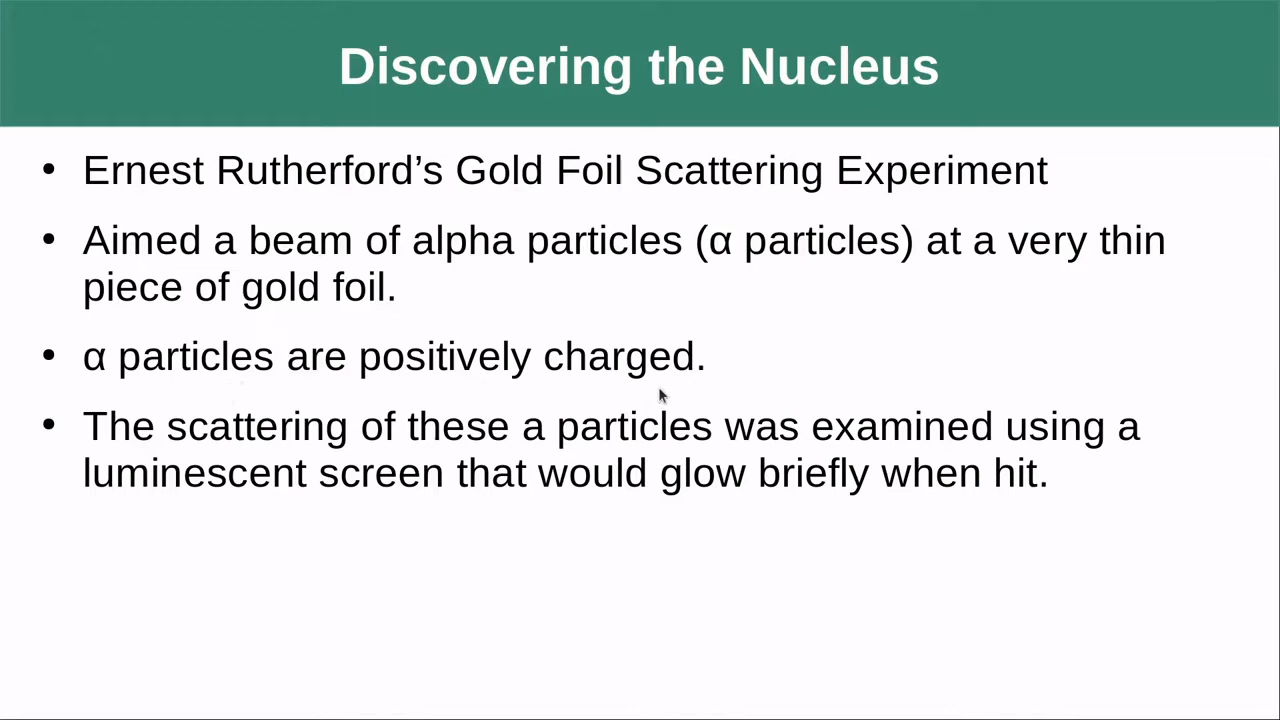 Discovering the Nucleus
• Ernest Rutherford’s Gold Foil Scattering Experiment
• Aimed a beam of alpha particles (α particles) at a very thin
piece of gold foil.
• α particles are positively charged.
• The scattering of these a particles was examined using a
luminescent screen that would glow briefly when hit.